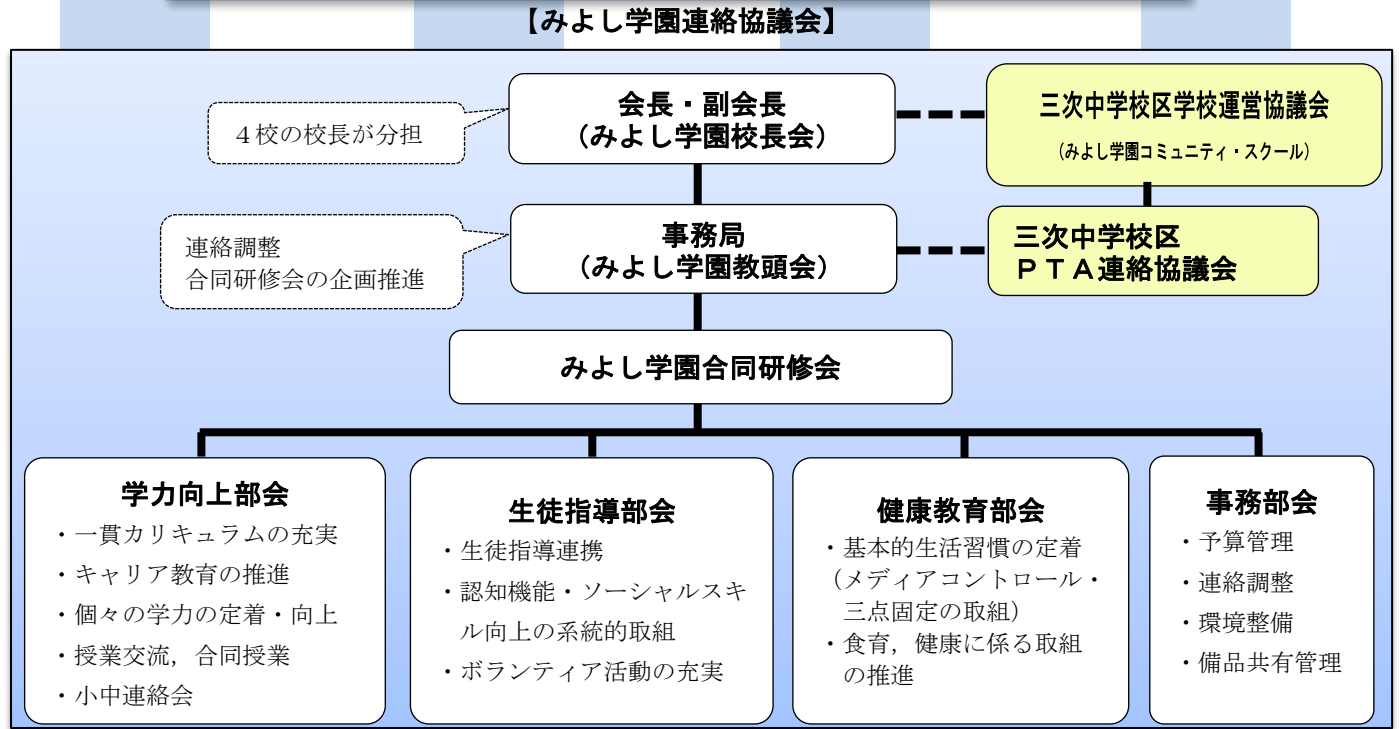 【みよし学園連絡協議会】
４校の校長が分担
会長・副会長
（みよし学園校長会）
三次中学校区学校運営協議会
（みよし学園コミュニティ・スクール）
連絡調整
合同研修会の企画推進
事務局
（みよし学園教頭会）
三次中学校区
ＰＴＡ連絡協議会
みよし学園合同研修会
学力向上部会
・一貫カリキュラムの充実
・キャリア教育の推進
・個々の学力の定着・向上
・授業交流，合同授業
・小中連絡会
生徒指導部会
・生徒指導連携
・認知機能・ソーシャルスキ
ル向上の系統的取組
・ボランティア活動の充実
健康教育部会
・基本的生活習慣の定着
（メディアコントロール・
三点固定の取組）
・食育，健康に係る取組
の推進
事務部会
・予算管理
・連絡調整
・環境整備
・備品共有管理